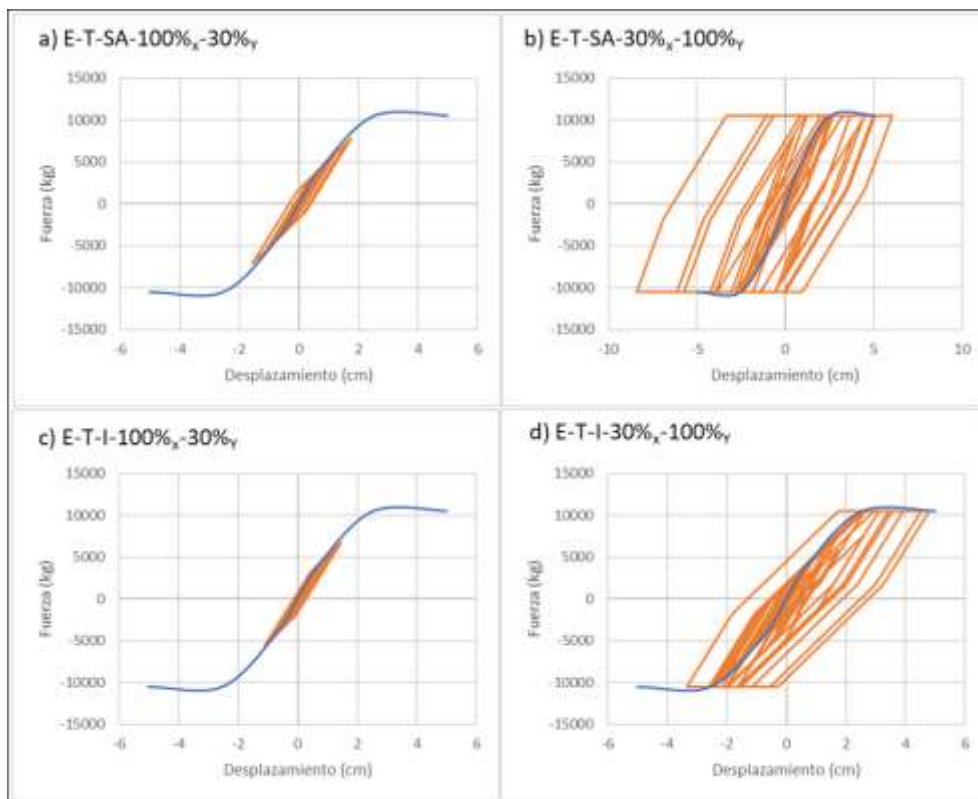 a) E-T-SA-100%x-30%Y
15000
10000
5000
0
-5000
-10000
-15000
Fuerza (kg)
-6 -4 -2 0 2 4 6
Desplazamiento (cm)
b) E-T-SA-30%x-100%Y
15000
10000
5000
0
-5000
-10000
-15000
Fuerza (kg)
-10 -5 0 5 10
Desplazamiento (cm)
c) E-T-I-100%x-30%Y
15000
10000
5000
0
-5000
-10000
-15000
Fuerza (kg)
-6 -4 -2 0 2 4 6
Desplazamiento (cm)
d) E-T-I-30%x-100%Y
15000
10000
5000
0
-5000
-10000
-15000
Fuerza (kg)
-6 -4 -2 0 2 4 6
Desplazamiento (cm)